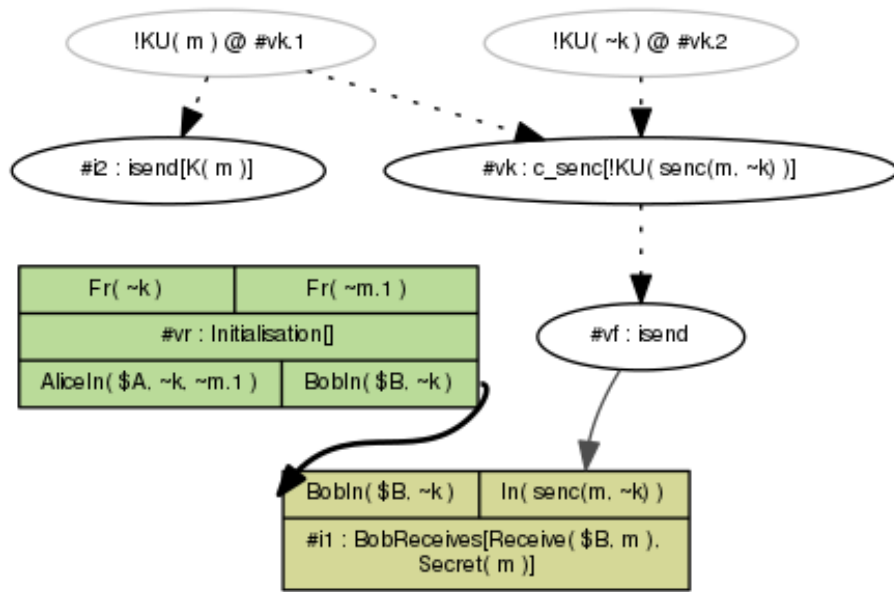 !KU( m ) @ #vk.1
!KU( ~k ) @ #vk.2
#i2 : isend[K( m )]
#vk : c_senc[!KU( senc(m, ~k) )]
Fr( ~k )
Fr( ~m.1 )
#vr : Initialisation[]
#vf : isend
AliceIn( $A, ~k, ~m.1 )
BobIn( $B, ~k )
BobIn( $B, ~k )
In( senc(m, ~k) )
#i1 : BobReceives[Receive( $B, m ),
Secret( m )]